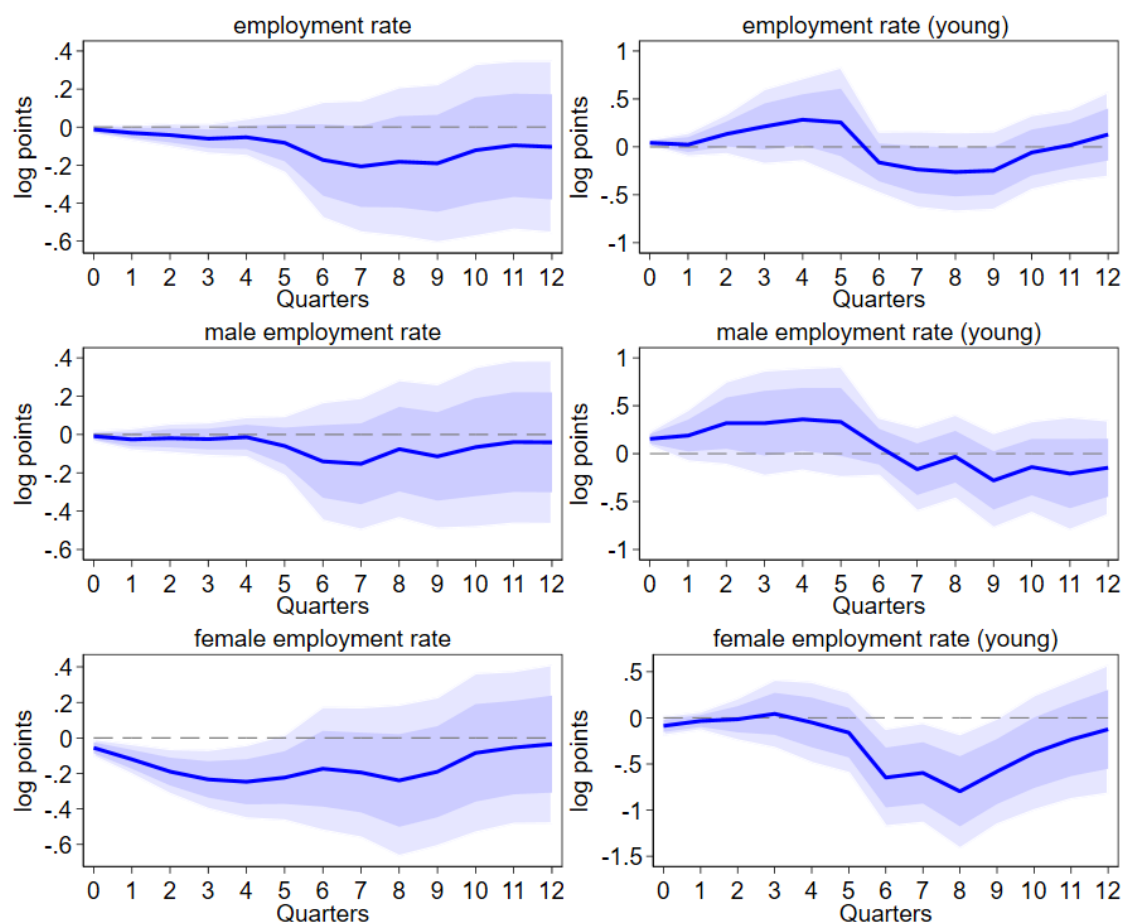 employment rate
.4
.2
0
-.2
-.4
-.6
log points
0 1 2 3 4 5 6 7 8 9 10 11 12
Quarters
employment rate (young)
1
.5
0
-.5
-1
log points
0 1 2 3 4 5 6 7 8 9 10 11 12
Quarters
male employment rate
.4
.2
0
-.2
-.4
-.6
log points
0 1 2 3 4 5 6 7 8 9 10 11 12
Quarters
male employment rate (young)
1
.5
0
-.5
-1
log points
0 1 2 3 4 5 6 7 8 9 10 11 12
Quarters
female employment rate
.4
.2
0
-.2
-.4
-.6
log points
0 1 2 3 4 5 6 7 8 9 10 11 12
Quarters
female employment rate (young)
.5
0
-.5
-1
-1.5
log points
0 1 2 3 4 5 6 7 8 9 10 11 12
Quarters